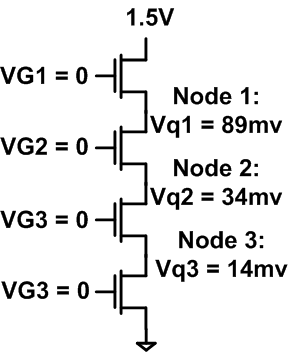 1.5V
VG1 = 0
Node 1:
Vq1 = 89mv
VG2 = 0
Node 2:
Vq2 = 34mv
VG3 = 0
Node 3:
Vq3 = 14mv
VG3 = 0